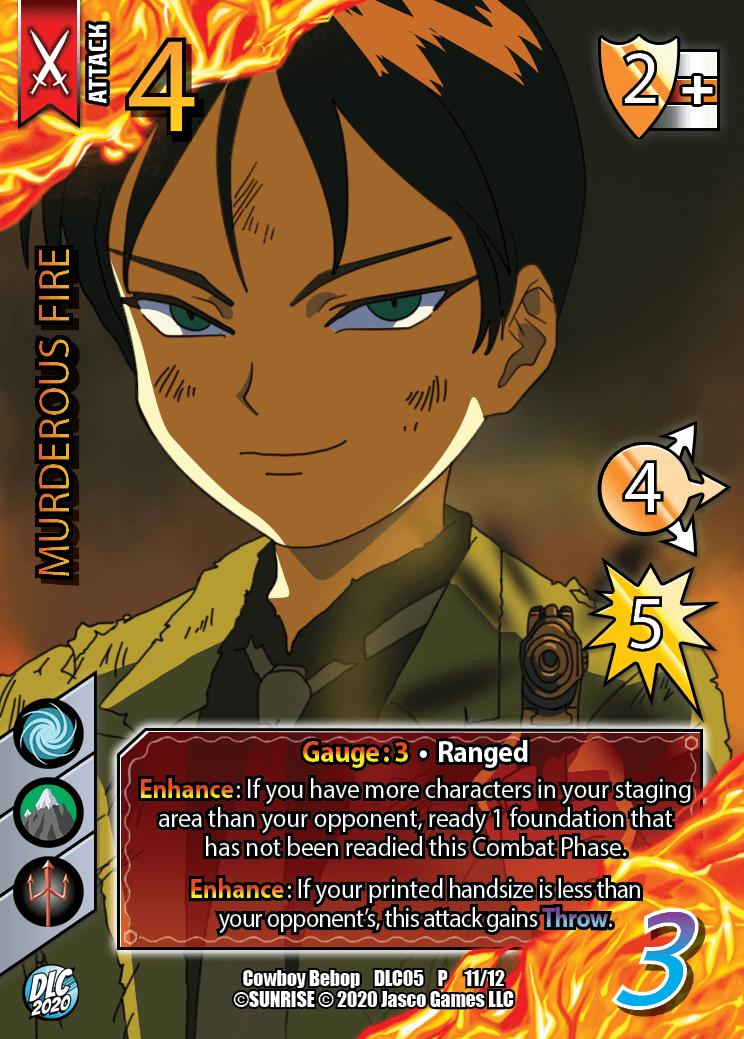 ATTACK
4
2
+
MURDEROUS FIRE
4
5
Gauge: 3 • Ranged
Enhance: If you have more characters in your staging
area than your opponent, ready 1 foundation that
has not been readied this Combat Phase.
Enhance: If your printed handsize is less than
your opponent's, this attack gains Throw.
3
DLC
2020
Cowboy Bebop DLC05 P 11/12
©SUNRISE © 2020 Jasco Games LLC